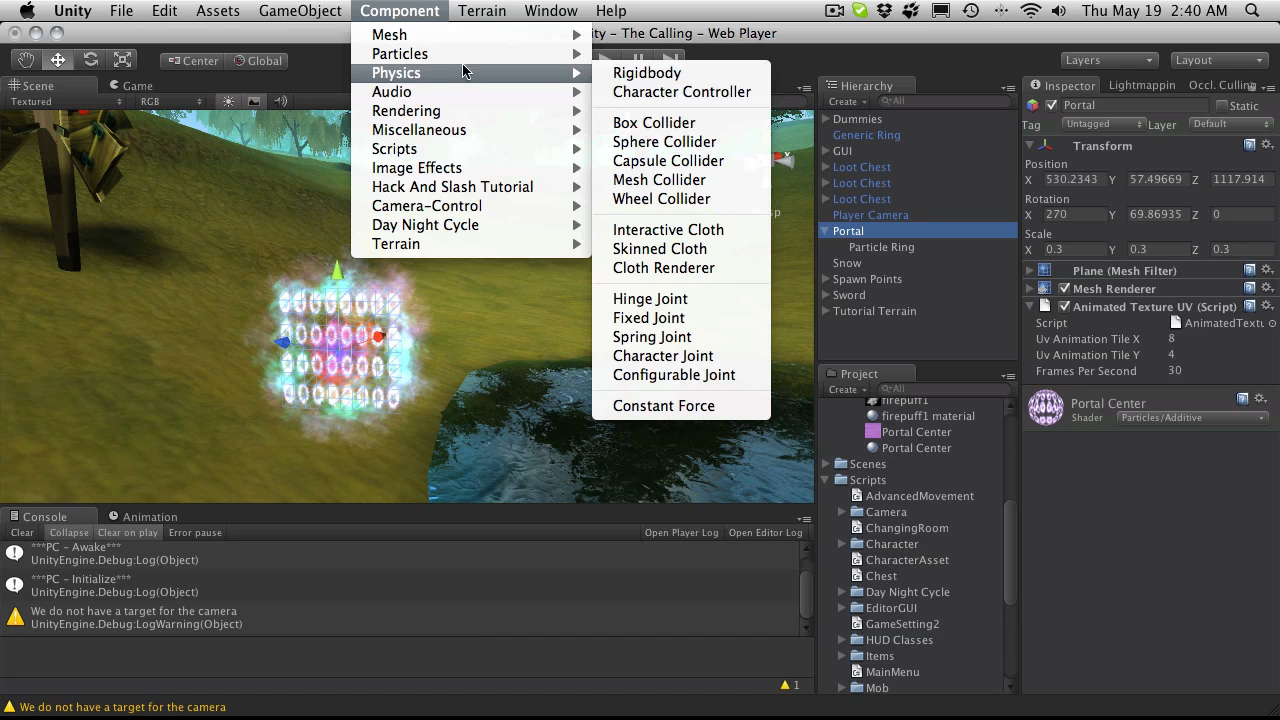 Unity File Edit Assets GameObject Component Terrain Window Help Thu May 19 2:40 AM
ty - The Calling - Web Player
Center Global Layers Layout
Scene Game
Textured RGB
Mesh
Particles
Physics
Audio
Rendering
Miscellaneous
Scripts
Image Effects
Hack And Slash Tutorial
Camera-Control
Day Night Cycle
Terrain
Rigidbody
Character Controller
Box Collider
Sphere Collider
Capsule Collider
Mesh Collider
Wheel Collider
Interactive Cloth
Skinned Cloth
Cloth Renderer
Hinge Joint
Fixed Joint
Spring Joint
Character Joint
Configurable Joint
Constant Force
Hierarchy
Create All
Dummies
Generic Ring
GUI
Loot Chest
Loot Chest
Loot Chest
Player Camera
Portal
Particle Ring
Snow
Spawn Points
Sword
Tutorial Terrain
Project
Create All
firepuff1
firepuff1 material
Portal Center
Portal Center
Scenes
Scripts
AdvancedMovement
Camera
ChangingRoom
Character
CharacterAsset
Chest
Day Night Cycle
EditorGUI
GameSetting2
HUD Classes
Items
MainMenu
Mob
Inspector Lightmapping Occl. Culling
Portal Static
Tag Untagged Layer Default
Transform
Position
X 530.2343 Y 57.49669 Z 1117.914
Rotation
X 270 Y 69.86935 Z 0
Scale
X 0.3 Y 0.3 Z 0.3
Plane (Mesh Filter)
Mesh Renderer
Animated Texture UV (Script)
Script AnimatedTextu
Uv Animation Tile X 8
Uv Animation Tile Y 4
Frames Per Second 30
Portal Center
Shader Particles/Additive
Console Animation
Clear Collapse Clear on play Error pause Open Player Log Open Editor Log
***PC - Awake***
UnityEngine.Debug:Log(Object)
***PC - Initialize***
UnityEngine.Debug:Log(Object)
We do not have a target for the camera
UnityEngine.Debug:LogWarning(Object)
1
We do not have a target for the camera